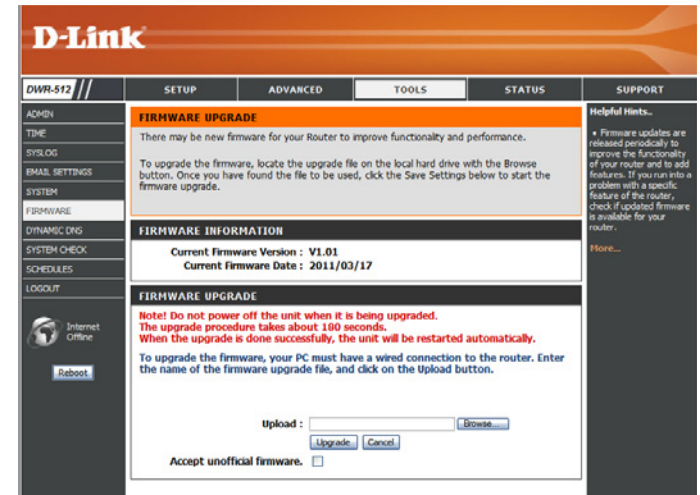 D-Link
DWR-512 SETUP ADVANCED TOOLS STATUS SUPPORT
ADMIN
TIME
SYSLOG
EMAIL SETTINGS
SYSTEM
FIRMWARE
DYNAMIC DNS
SYSTEM CHECK
SCHEDULES
LOGOUT
Internet
Offline
Reboot
FIRMWARE UPGRADE
There may be new firmware for your Router to improve functionality and performance.
To upgrade the firmware, locate the upgrade file on the local hard drive with the Browse
button. Once you have found the file to be used, click the Save Settings below to start the
firmware upgrade.
FIRMWARE INFORMATION
Current Firmware Version : V1.01
Current Firmware Date : 2011/03/17
FIRMWARE UPGRADE
Note! Do not power off the unit when it is being upgraded.
The upgrade procedure takes about 180 seconds.
When the upgrade is done successfully, the unit will be restarted automatically.
To upgrade the firmware, your PC must have a wired connection to the router. Enter
the name of the firmware upgrade file, and click on the Upload button.
Upload : Browse...
Upgrade Cancel
Accept unofficial firmware.
Helpful Hints..
• Firmware updates are
released periodically to
improve the functionality
of your router and to add
features. If you run into a
problem with a specific
feature of the router,
check if updated firmware
is available for your
router.
More...